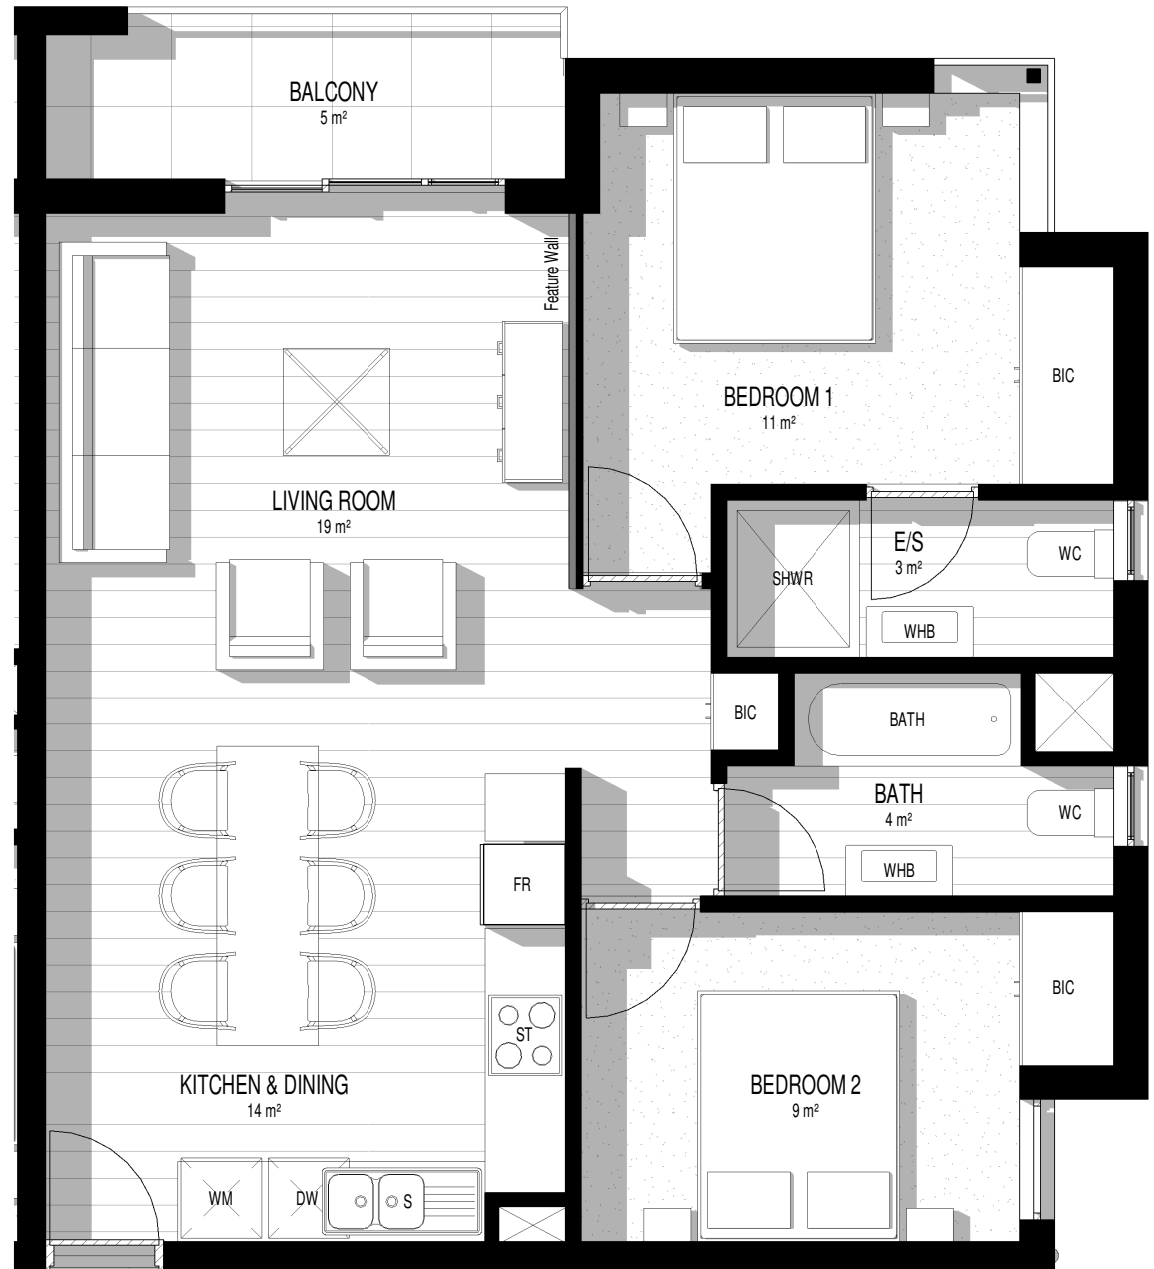 BALCONY
5 m²
Feature Wall
BEDROOM 1
11 m²
BIC
LIVING ROOM
19 m²
E/S
3 m²
WC
SHWR
WHB
BIC
BATH
BATH
4 m²
WC
WHB
FR
BIC
ST
KITCHEN & DINING
14 m²
BEDROOM 2
9 m²
WM
DW
S